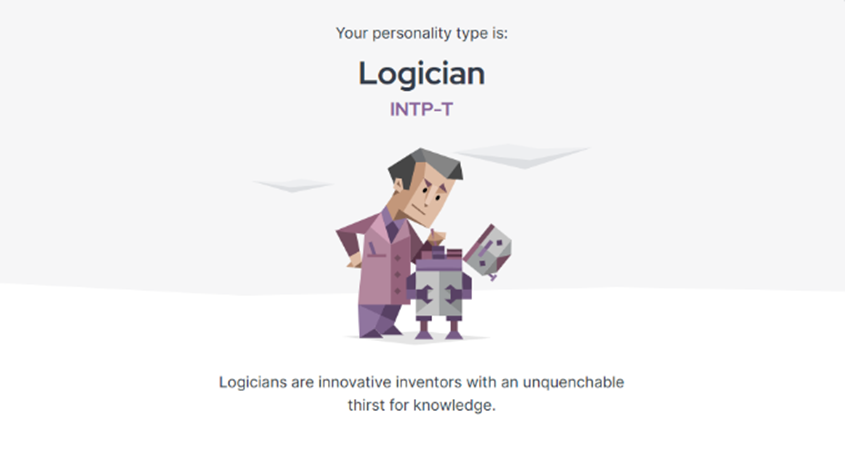 Your personality type is:
Logician
INTP-T
Logicians are innovative inventors with an unquenchable
thirst for knowledge.